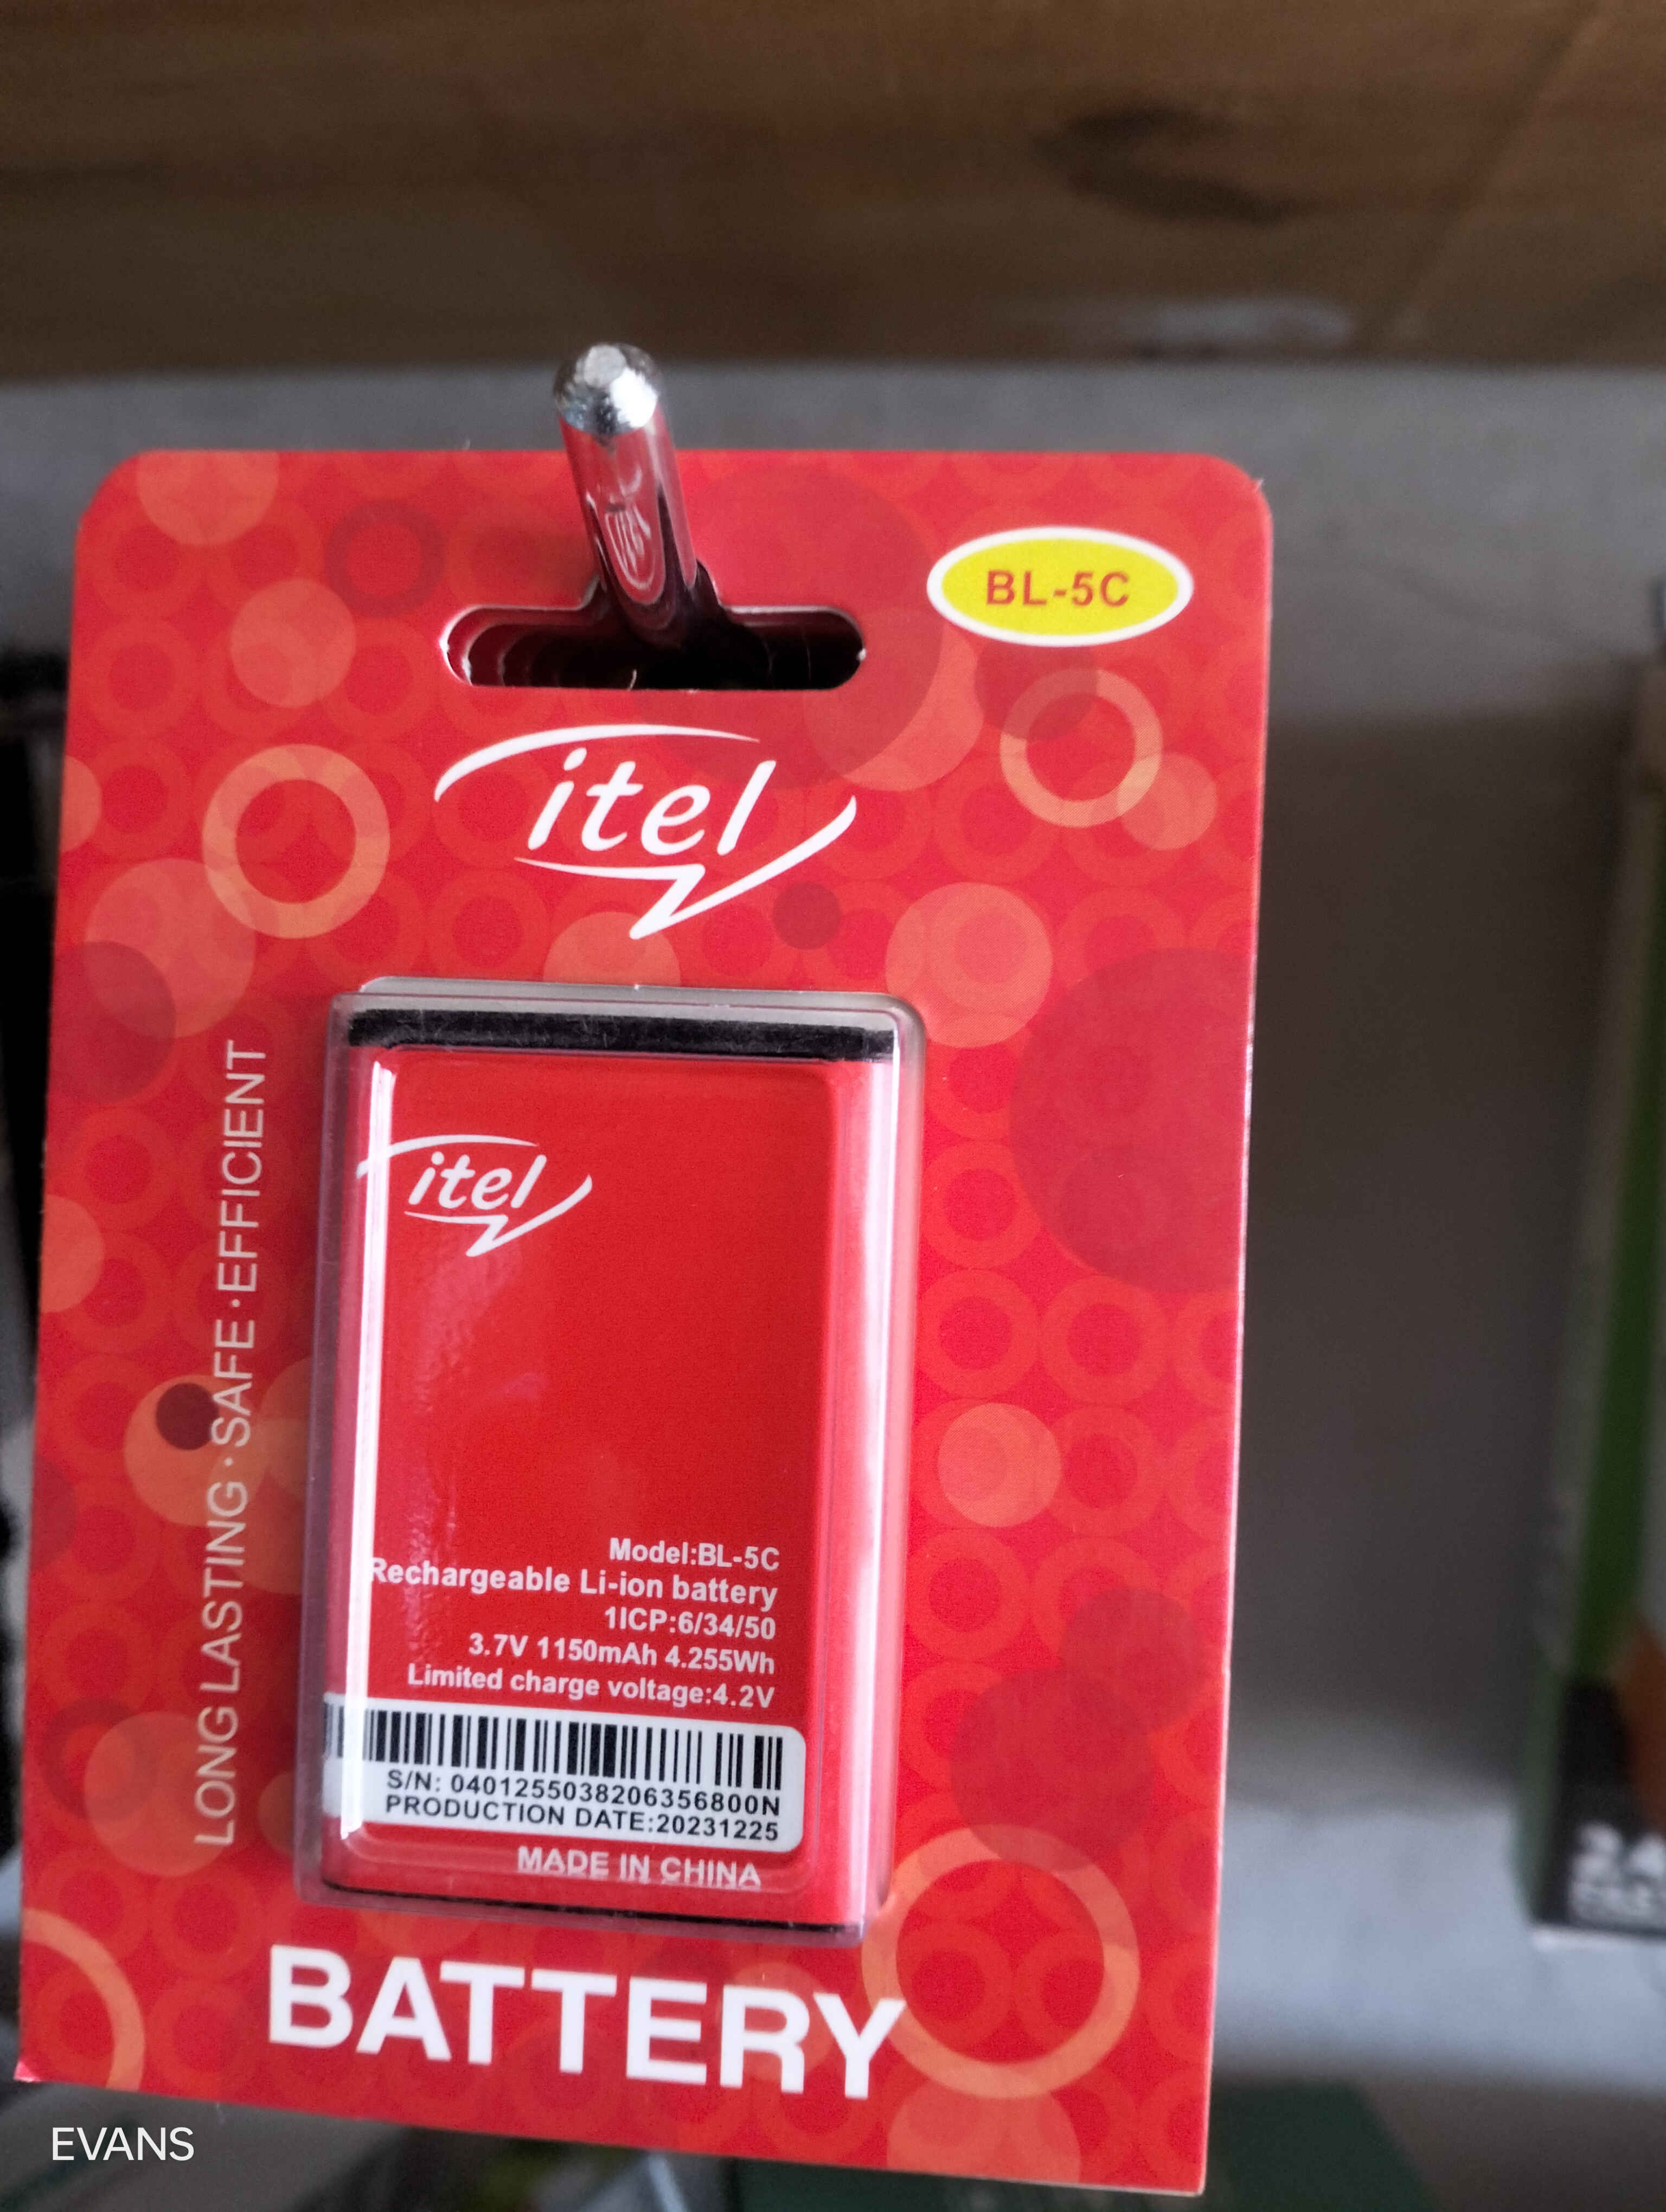 BL-5C
itel
LONG LASTING · SAFE · EFFICIENT
itel
Model:BL-5C
Rechargeable Li-ion battery
1ICP:6/34/50
3.7V 1150mAh 4.255Wh
Limited charge voltage:4.2V
S/N: 0401255038206356800N
PRODUCTION DATE:20231225
MADE IN CHINA
BATTERY
EVANS